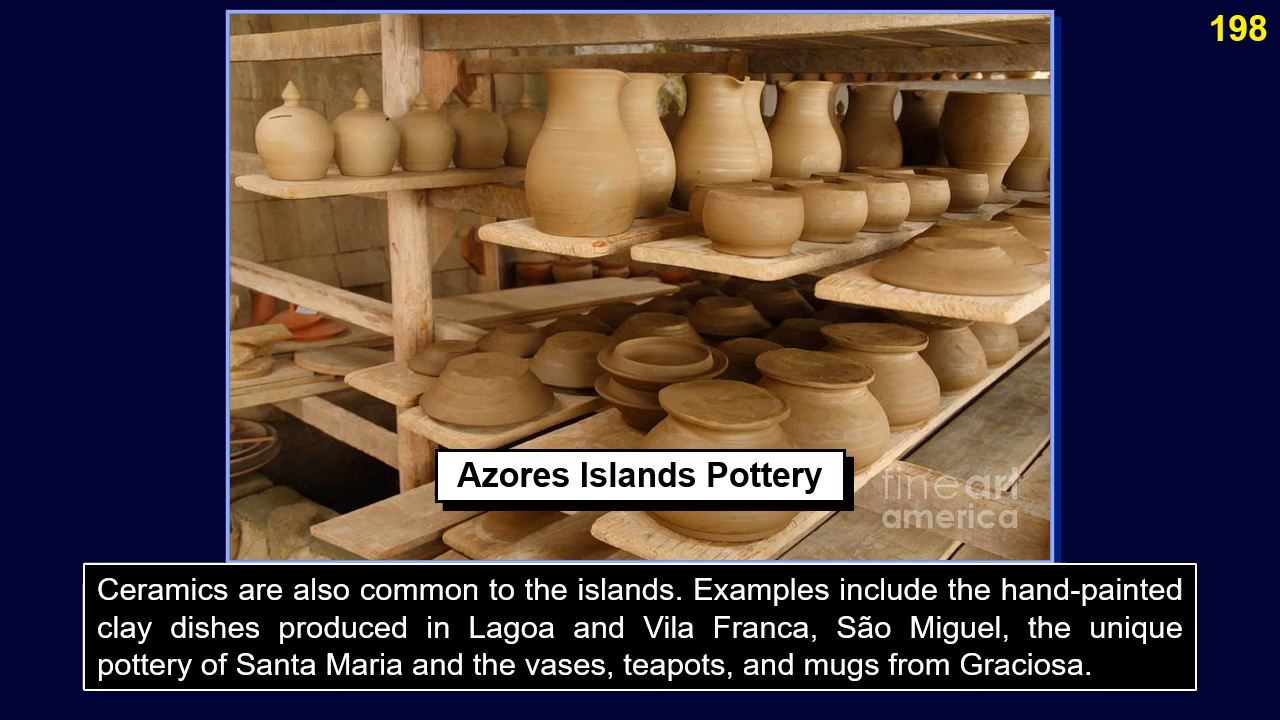 198
Azores Islands Pottery
fine art
america
Ceramics are also common to the islands. Examples include the hand-painted
clay dishes produced in Lagoa and Vila Franca, São Miguel, the unique
pottery of Santa Maria and the vases, teapots, and mugs from Graciosa.